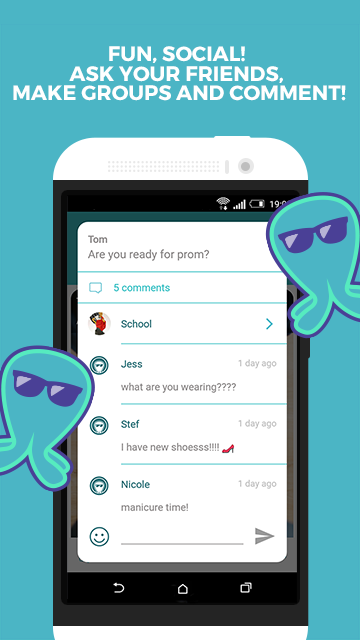 FUN, SOCIAL!
ASK YOUR FRIENDS,
MAKE GROUPS AND COMMENT!
Tom
Are you ready for prom?
5 comments
School
Jess 1 day ago
what are you wearing????
Stef 1 day ago
I have new shoesss!!!! 👠
Nicole 1 day ago
manicure time!